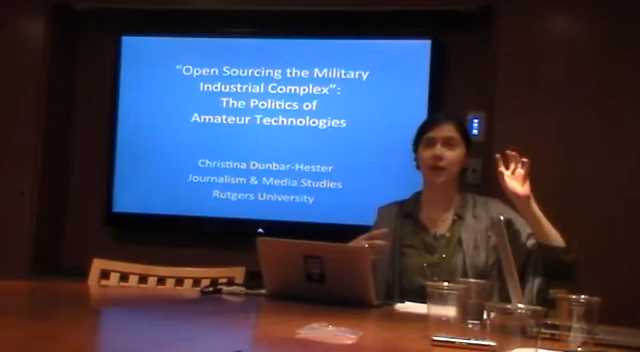 “Open Sourcing the Military
Industrial Complex”:
The Politics of
Amateur Technologies
Christina Dunbar-Hester
Journalism & Media Studies
Rutgers University